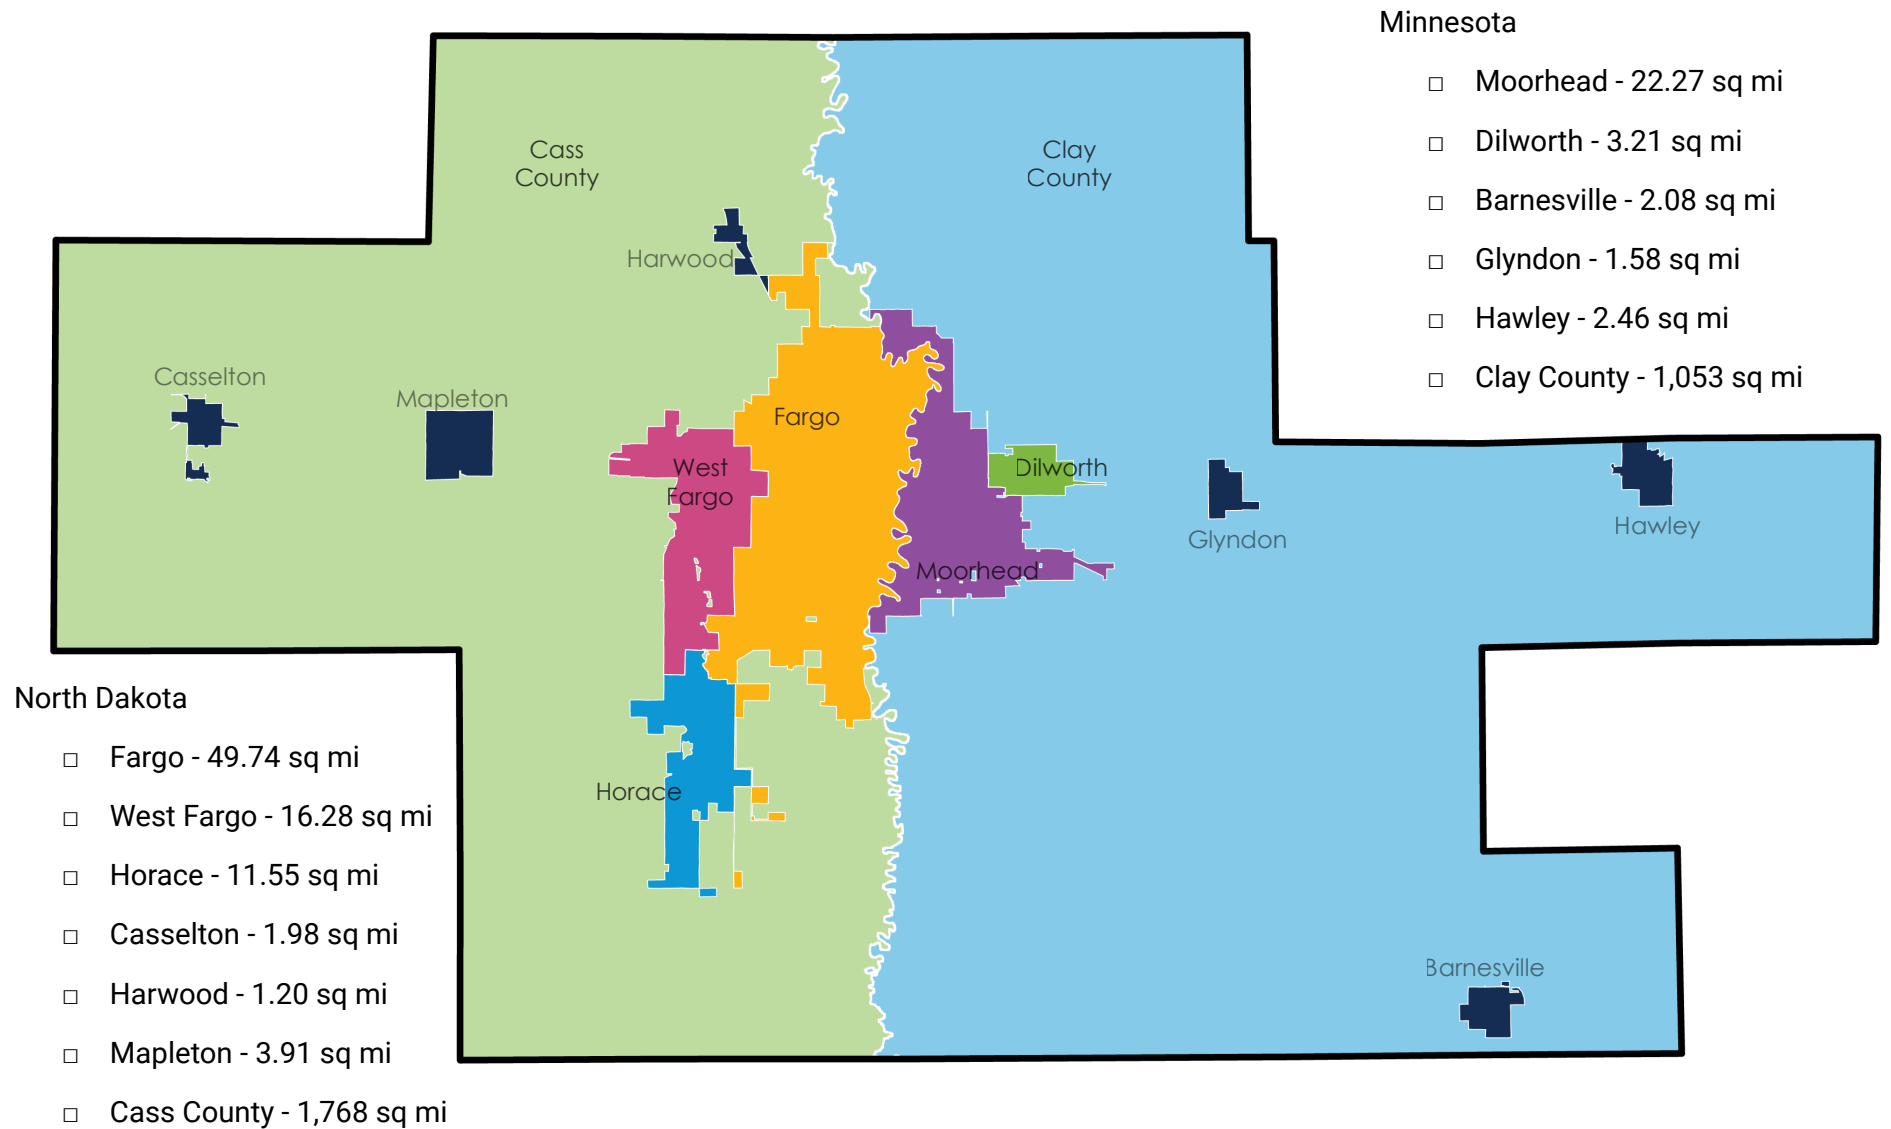 Minnesota
□ Moorhead - 22.27 sq mi
□ Dilworth - 3.21 sq mi
□ Barnesville - 2.08 sq mi
□ Glyndon - 1.58 sq mi
□ Hawley - 2.46 sq mi
□ Clay County - 1,053 sq mi
Cass
County
Clay
County
Harwood
Casselton
Mapleton
Fargo
West
Fargo
Dilworth
Moorhead
Glyndon
Hawley
Horace
Barnesville
North Dakota
□ Fargo - 49.74 sq mi
□ West Fargo - 16.28 sq mi
□ Horace - 11.55 sq mi
□ Casselton - 1.98 sq mi
□ Harwood - 1.20 sq mi
□ Mapleton - 3.91 sq mi
□ Cass County - 1,768 sq mi